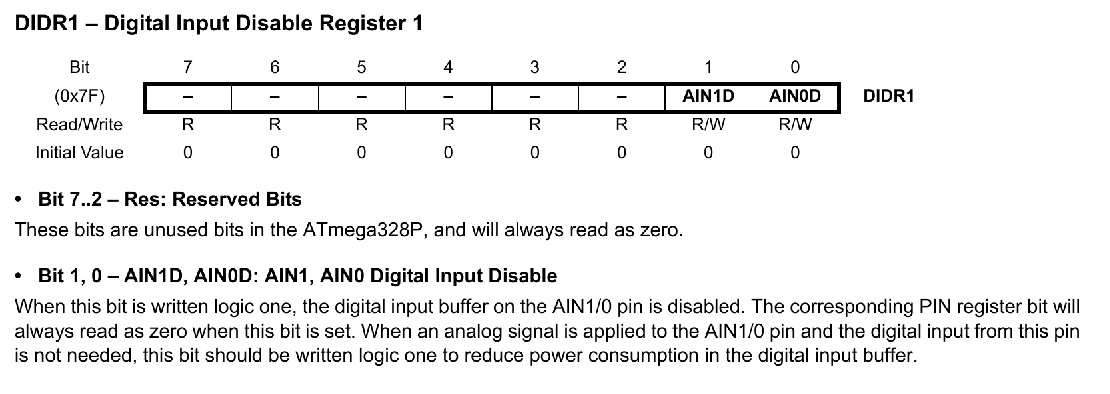 DIDR1 – Digital Input Disable Register 1
Bit 7 6 5 4 3 2 1 0
(0x7F) – – – – – – AIN1D AIN0D DIDR1
Read/Write R R R R R R R/W R/W
Initial Value 0 0 0 0 0 0 0 0
• Bit 7..2 – Res: Reserved Bits
These bits are unused bits in the ATmega328P, and will always read as zero.
• Bit 1, 0 – AIN1D, AIN0D: AIN1, AIN0 Digital Input Disable
When this bit is written logic one, the digital input buffer on the AIN1/0 pin is disabled. The corresponding PIN register bit will
always read as zero when this bit is set. When an analog signal is applied to the AIN1/0 pin and the digital input from this pin
is not needed, this bit should be written logic one to reduce power consumption in the digital input buffer.